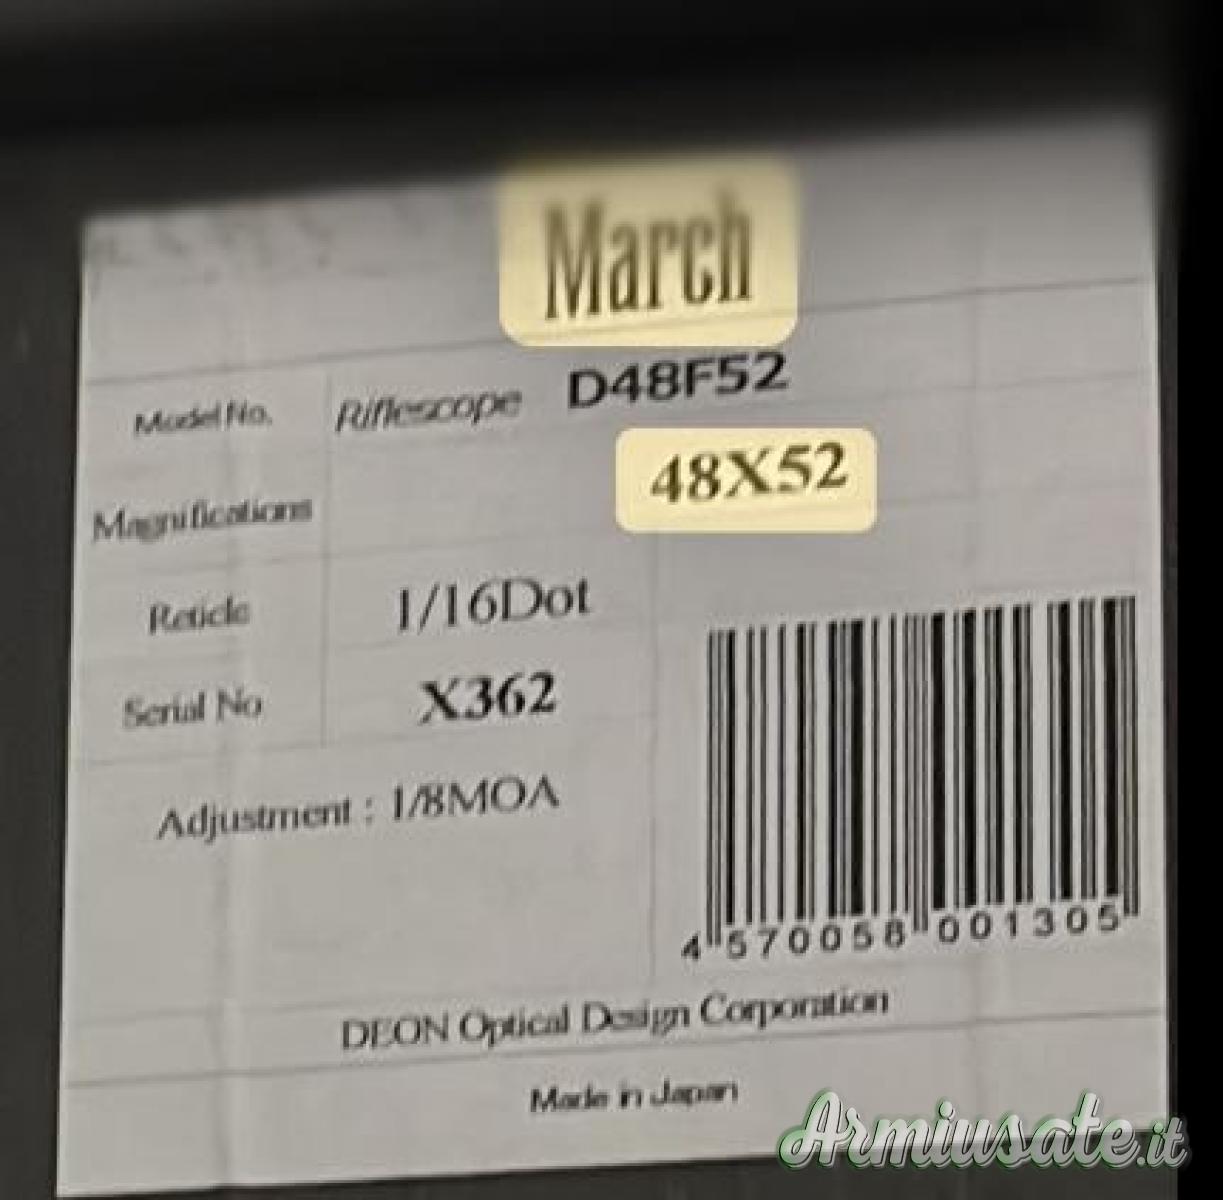 March
Model No. Riflescope D48F52
Magnifications 48X52
Reticle 1/16Dot
Serial No X362
Adjustment : 1/8MOA
4 570058 001305
DEON Optical Design Corporation
Made in Japan
Armiusate.it